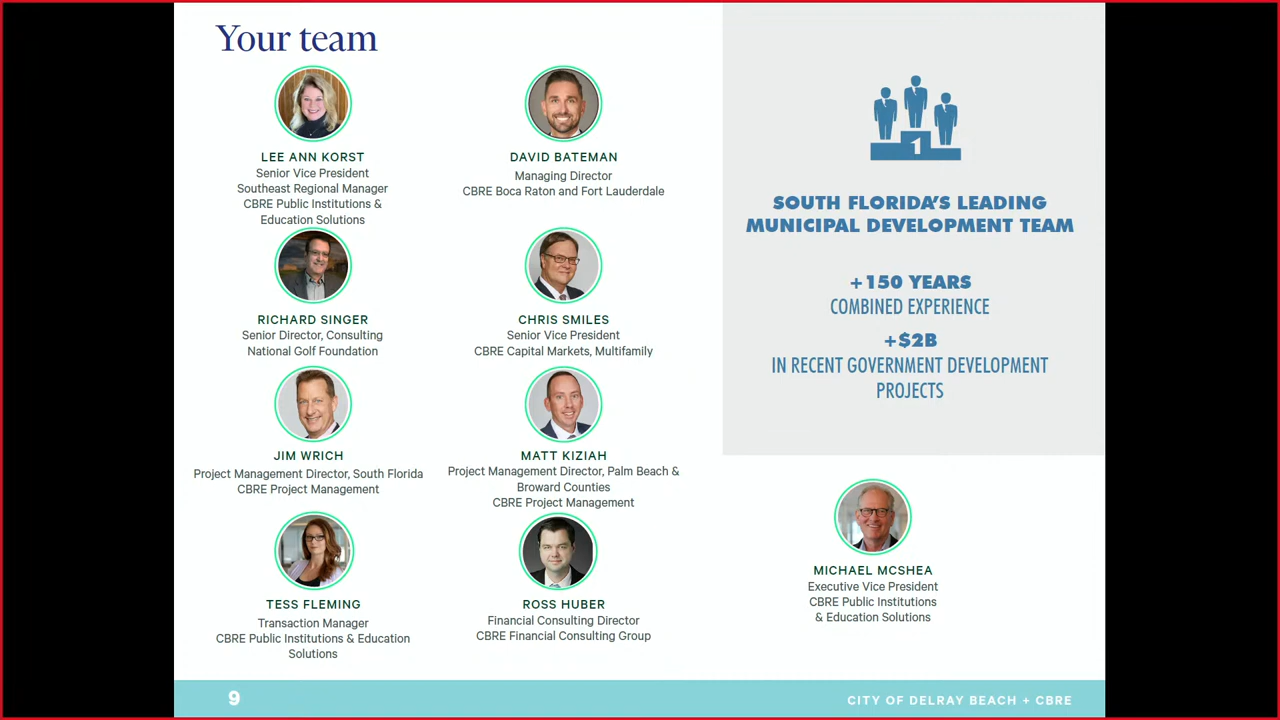 Your team
LEE ANN KORST
Senior Vice President
Southeast Regional Manager
CBRE Public Institutions &
Education Solutions
DAVID BATEMAN
Managing Director
CBRE Boca Raton and Fort Lauderdale
RICHARD SINGER
Senior Director, Consulting
National Golf Foundation
CHRIS SMILES
Senior Vice President
CBRE Capital Markets, Multifamily
JIM WRICH
Project Management Director, South Florida
CBRE Project Management
MATT KIZIAH
Project Management Director, Palm Beach &
Broward Counties
CBRE Project Management
TESS FLEMING
Transaction Manager
CBRE Public Institutions & Education
Solutions
ROSS HUBER
Financial Consulting Director
CBRE Financial Consulting Group
1
SOUTH FLORIDA'S LEADING
MUNICIPAL DEVELOPMENT TEAM
+150 YEARS
COMBINED EXPERIENCE
+$2B
IN RECENT GOVERNMENT DEVELOPMENT
PROJECTS
MICHAEL MCSHEA
Executive Vice President
CBRE Public Institutions
& Education Solutions
9
CITY OF DELRAY BEACH + CBRE